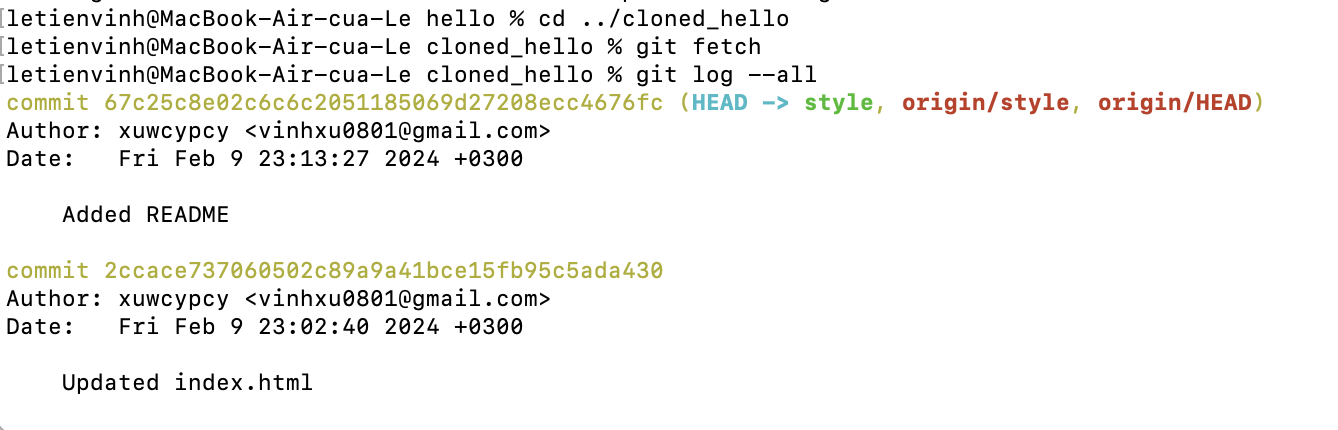 [letienvinh@MacBook-Air-cua-Le hello % cd ../cloned_hello
[letienvinh@MacBook-Air-cua-Le cloned_hello % git fetch
[letienvinh@MacBook-Air-cua-Le cloned_hello % git log --all
commit 67c25c8e02c6c6c2051185069d27208ecc4676fc (HEAD -> style, origin/style, origin/HEAD)
Author: xuwcypcy <vinhxu0801@gmail.com>
Date:   Fri Feb 9 23:13:27 2024 +0300
Added README
commit 2ccace737060502c89a9a41bce15fb95c5ada430
Author: xuwcypcy <vinhxu0801@gmail.com>
Date:   Fri Feb 9 23:02:40 2024 +0300
Updated index.html